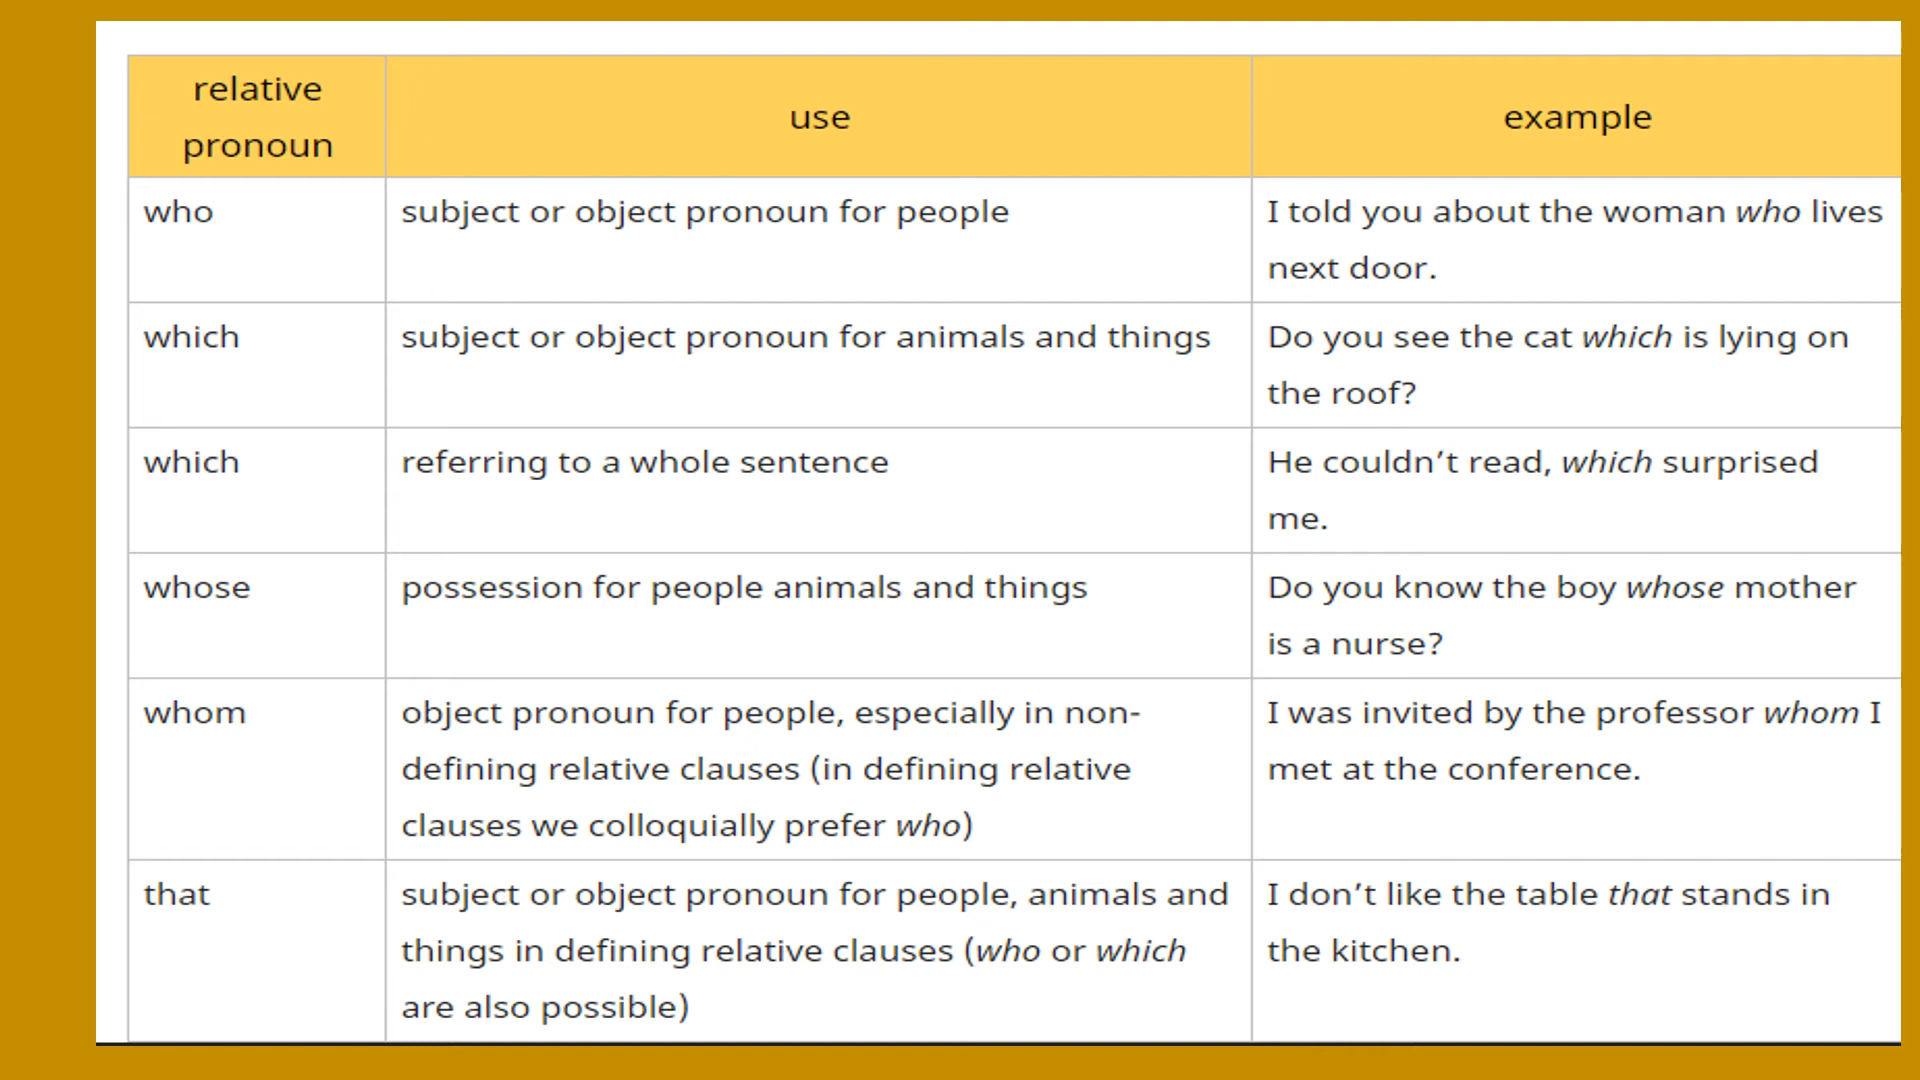 relative
pronoun
use
example
who
subject or object pronoun for people
I told you about the woman who lives
next door.
which
subject or object pronoun for animals and things
Do you see the cat which is lying on
the roof?
which
referring to a whole sentence
He couldn’t read, which surprised
me.
whose
possession for people animals and things
Do you know the boy whose mother
is a nurse?
whom
object pronoun for people, especially in non-
defining relative clauses (in defining relative
clauses we colloquially prefer who)
I was invited by the professor whom I
met at the conference.
that
subject or object pronoun for people, animals and
things in defining relative clauses (who or which
are also possible)
I don’t like the table that stands in
the kitchen.